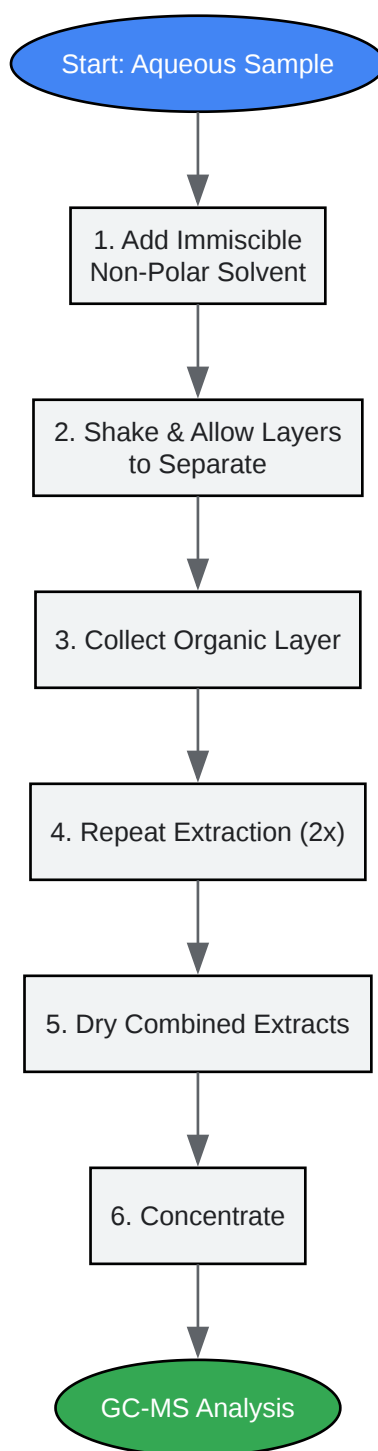 Start: Aqueous Sample
1. Add Immiscible
Non-Polar Solvent
2. Shake & Allow Layers
to Separate
3. Collect Organic Layer
4. Repeat Extraction (2x)
5. Dry Combined Extracts
6. Concentrate
GC-MS Analysis